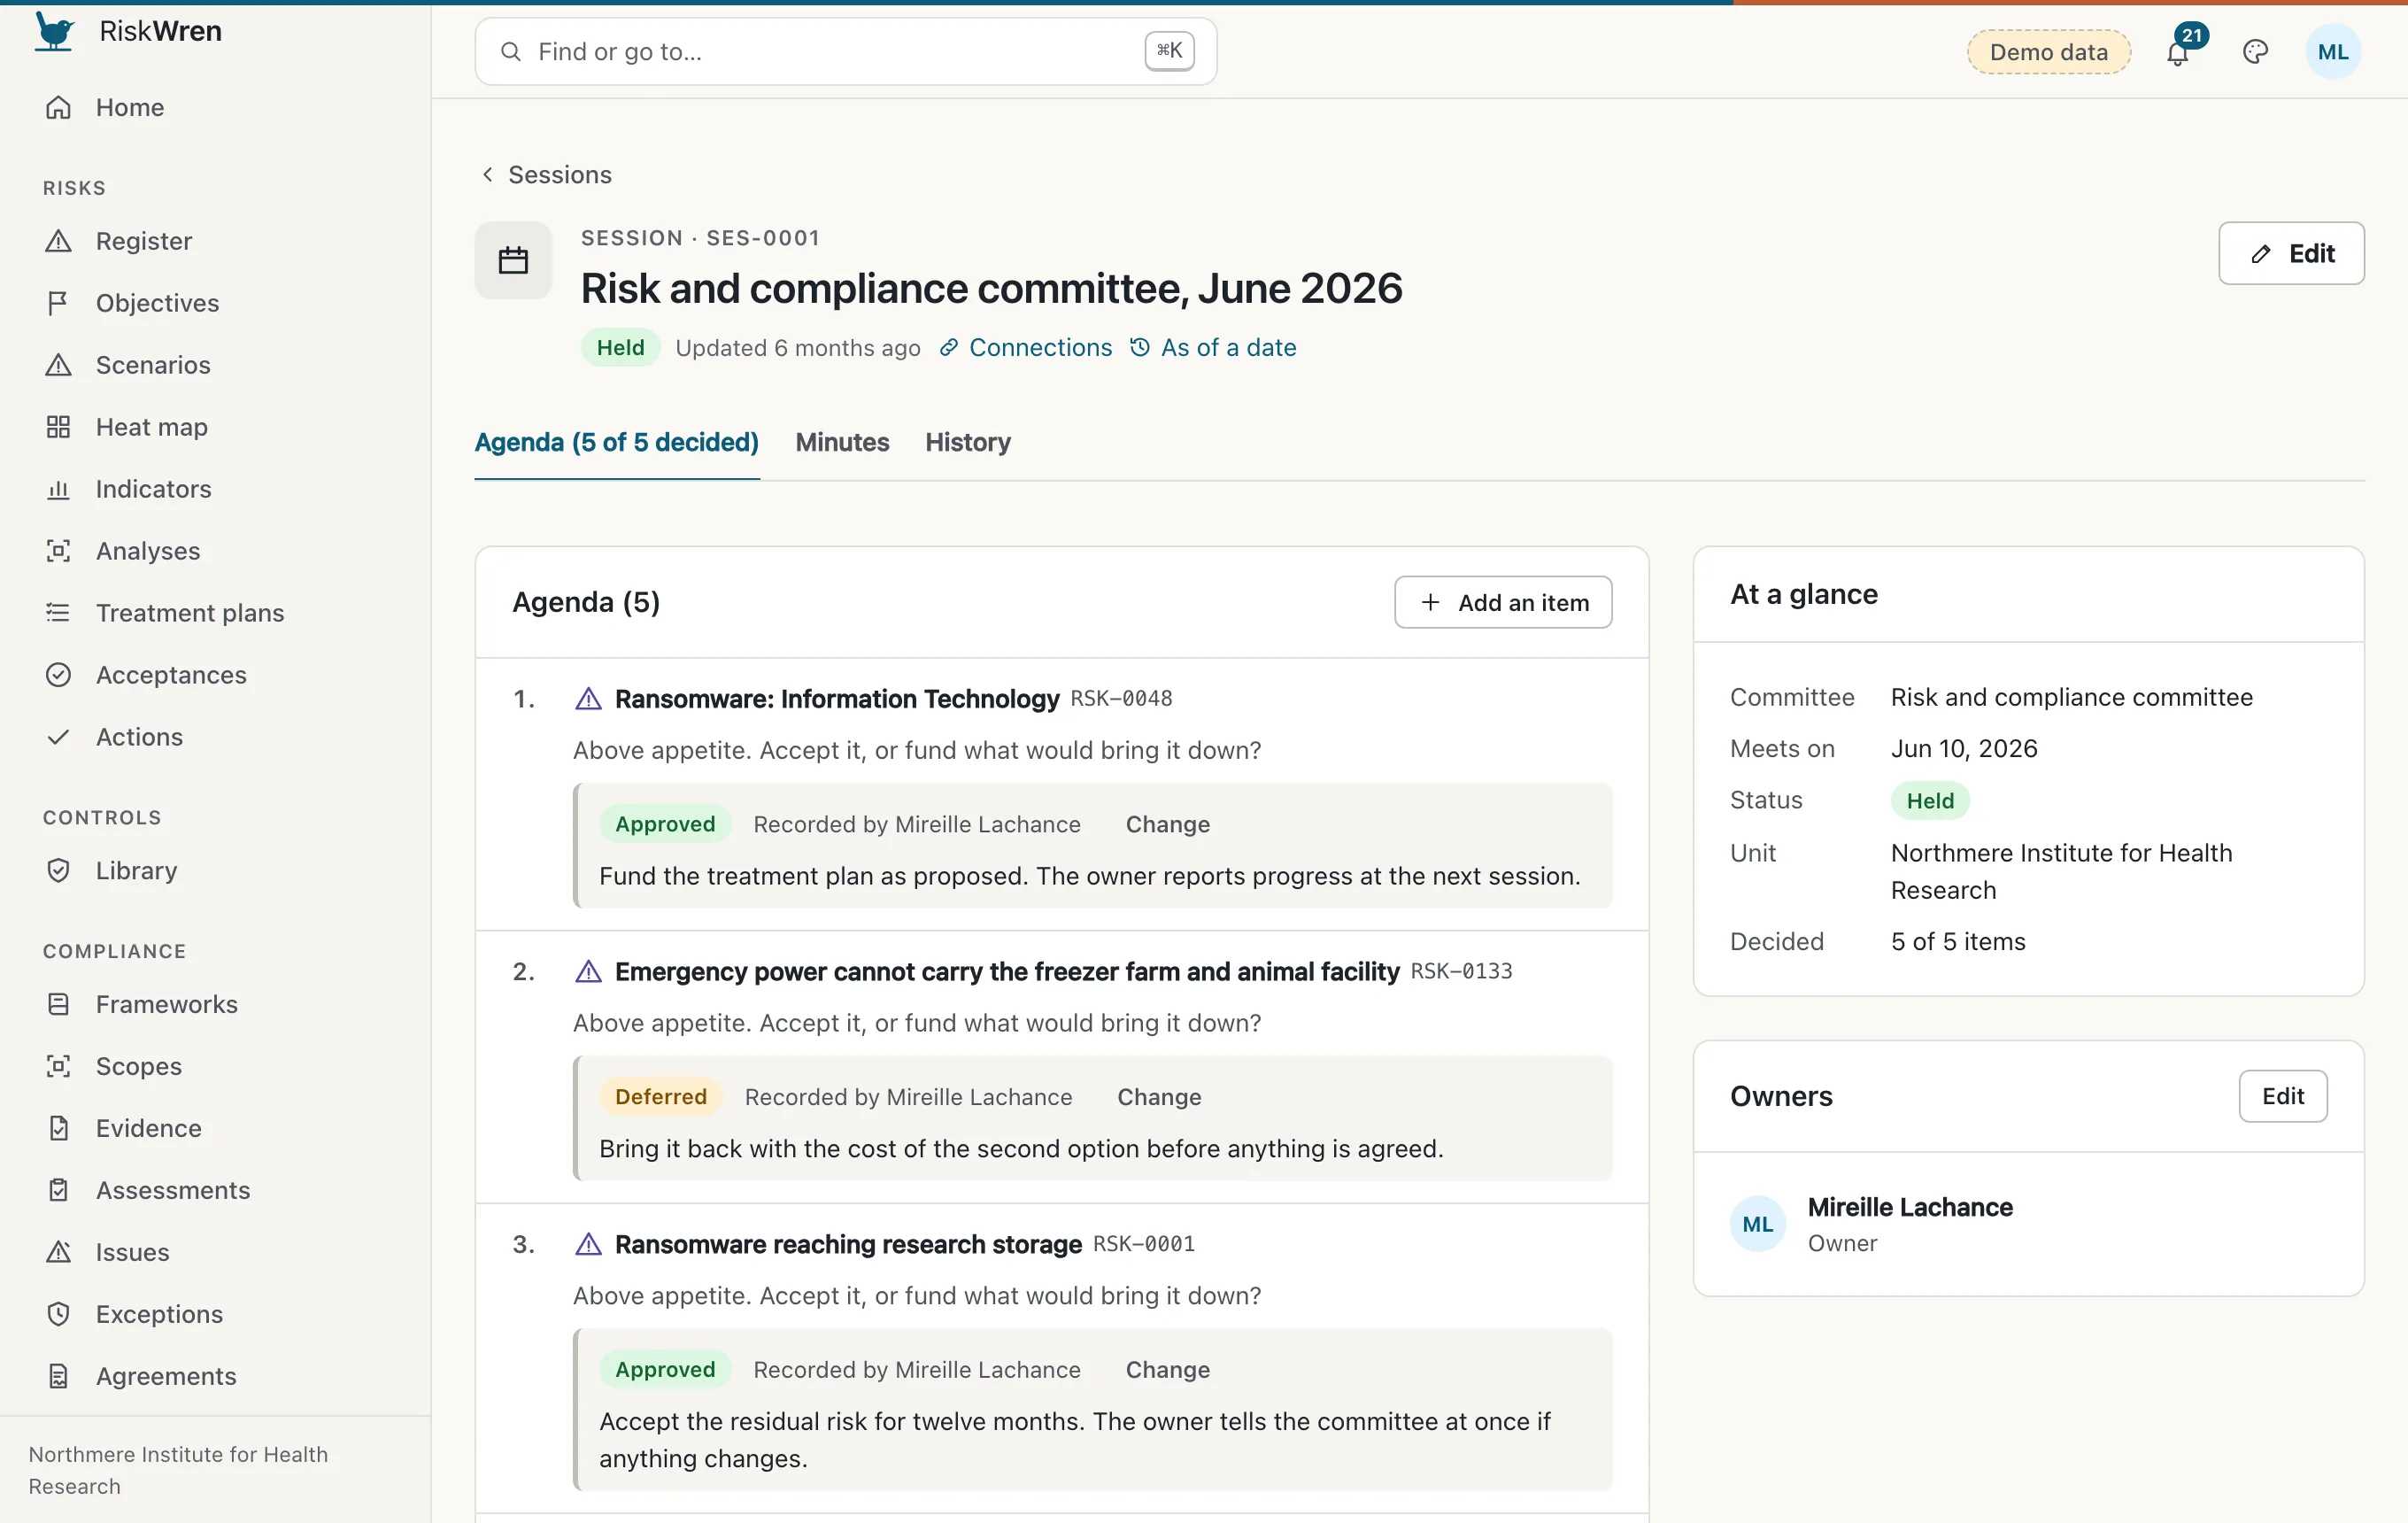 RiskWren
Find or go to...
⌘K
Demo data
21
ML
Home
RISKS
Register
Objectives
Scenarios
Heat map
Indicators
Analyses
Treatment plans
Acceptances
Actions
CONTROLS
Library
COMPLIANCE
Frameworks
Scopes
Evidence
Assessments
Issues
Exceptions
Agreements
Northmere Institute for Health
Research
Sessions
SESSION · SES-0001
Risk and compliance committee, June 2026
Held Updated 6 months ago Connections As of a date
Edit
Agenda (5 of 5 decided) Minutes History
Agenda (5)
Add an item
1. Ransomware: Information Technology RSK-0048
Above appetite. Accept it, or fund what would bring it down?
Approved Recorded by Mireille Lachance Change
Fund the treatment plan as proposed. The owner reports progress at the next session.
2. Emergency power cannot carry the freezer farm and animal facility RSK-0133
Above appetite. Accept it, or fund what would bring it down?
Deferred Recorded by Mireille Lachance Change
Bring it back with the cost of the second option before anything is agreed.
3. Ransomware reaching research storage RSK-0001
Above appetite. Accept it, or fund what would bring it down?
Approved Recorded by Mireille Lachance Change
Accept the residual risk for twelve months. The owner tells the committee at once if
anything changes.
At a glance
Committee Risk and compliance committee
Meets on Jun 10, 2026
Status Held
Unit Northmere Institute for Health
Research
Decided 5 of 5 items
Owners
Edit
ML
Mireille Lachance
Owner